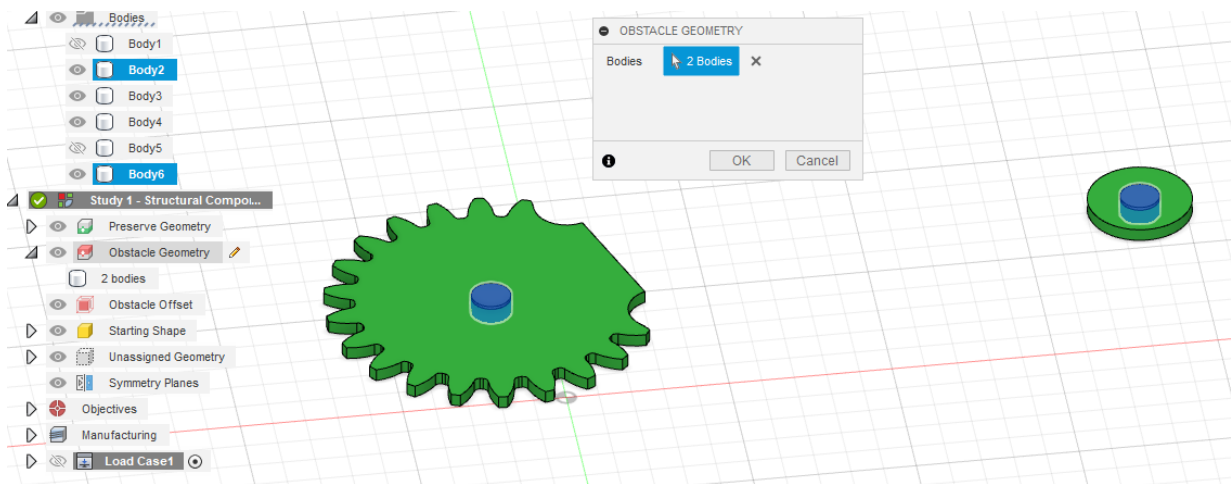 Bodies
Body1
Body2
Body3
Body4
Body5
Body6
Study 1 - Structural Compo...
Preserve Geometry
Obstacle Geometry
2 bodies
Obstacle Offset
Starting Shape
Unassigned Geometry
Symmetry Planes
Objectives
Manufacturing
Load Case1
OBSTACLE GEOMETRY
Bodies 2 Bodies
OK Cancel